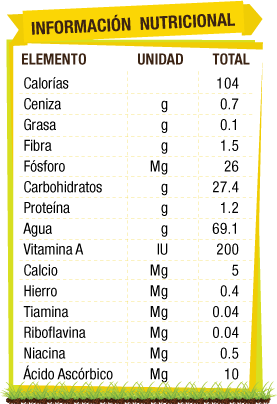 INFORMACIÓN NUTRICIONAL
ELEMENTO UNIDAD TOTAL
Calorías 104
Ceniza g 0.7
Grasa g 0.1
Fibra g 1.5
Fósforo Mg 26
Carbohidratos g 27.4
Proteína g 1.2
Agua g 69.1
Vitamina A IU 200
Calcio Mg 5
Hierro Mg 0.4
Tiamina Mg 0.04
Riboflavina Mg 0.04
Niacina Mg 0.5
Ácido Ascórbico Mg 10